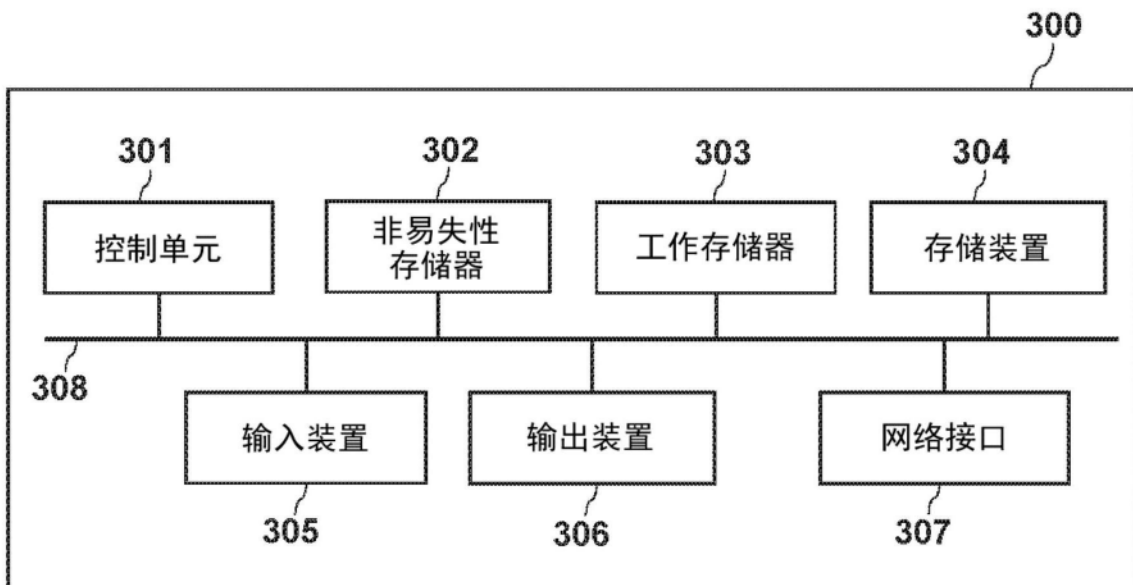 300
301
302
303
304
控制单元
非易失性
存储器
工作存储器
存储装置
308
输入装置
输出装置
网络接口
305
306
307